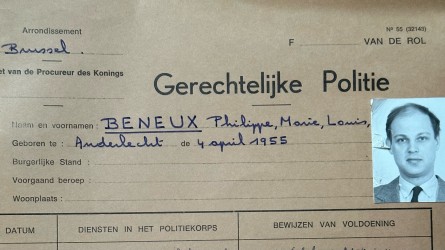 Arrondissement
Brussel.
Nº 55 (32143)
F VAN DE ROL
et van de Procureur des Konings
Gerechtelijke Politie
Naam en voornamen : BENEUX Philippe, Marie, Louis,
Geboren te : Anderlecht de 4 april 1955
Burgerlijke Stand :
Voorgaand beroep :
Woonplaats :
DATUM
DIENSTEN IN HET POLITIEKORPS
BEWIJZEN VAN VOLDOENING